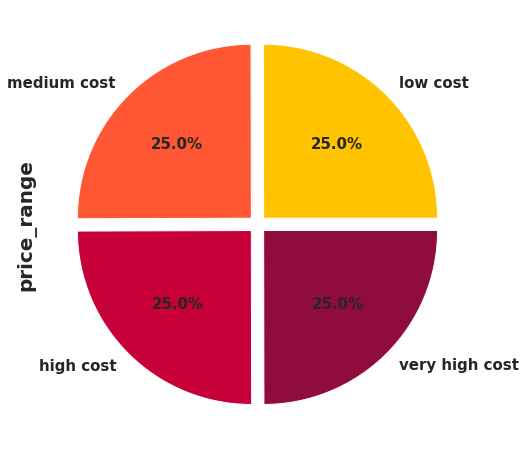 medium cost
low cost
25.0%
25.0%
price_range
25.0%
25.0%
high cost
very high cost